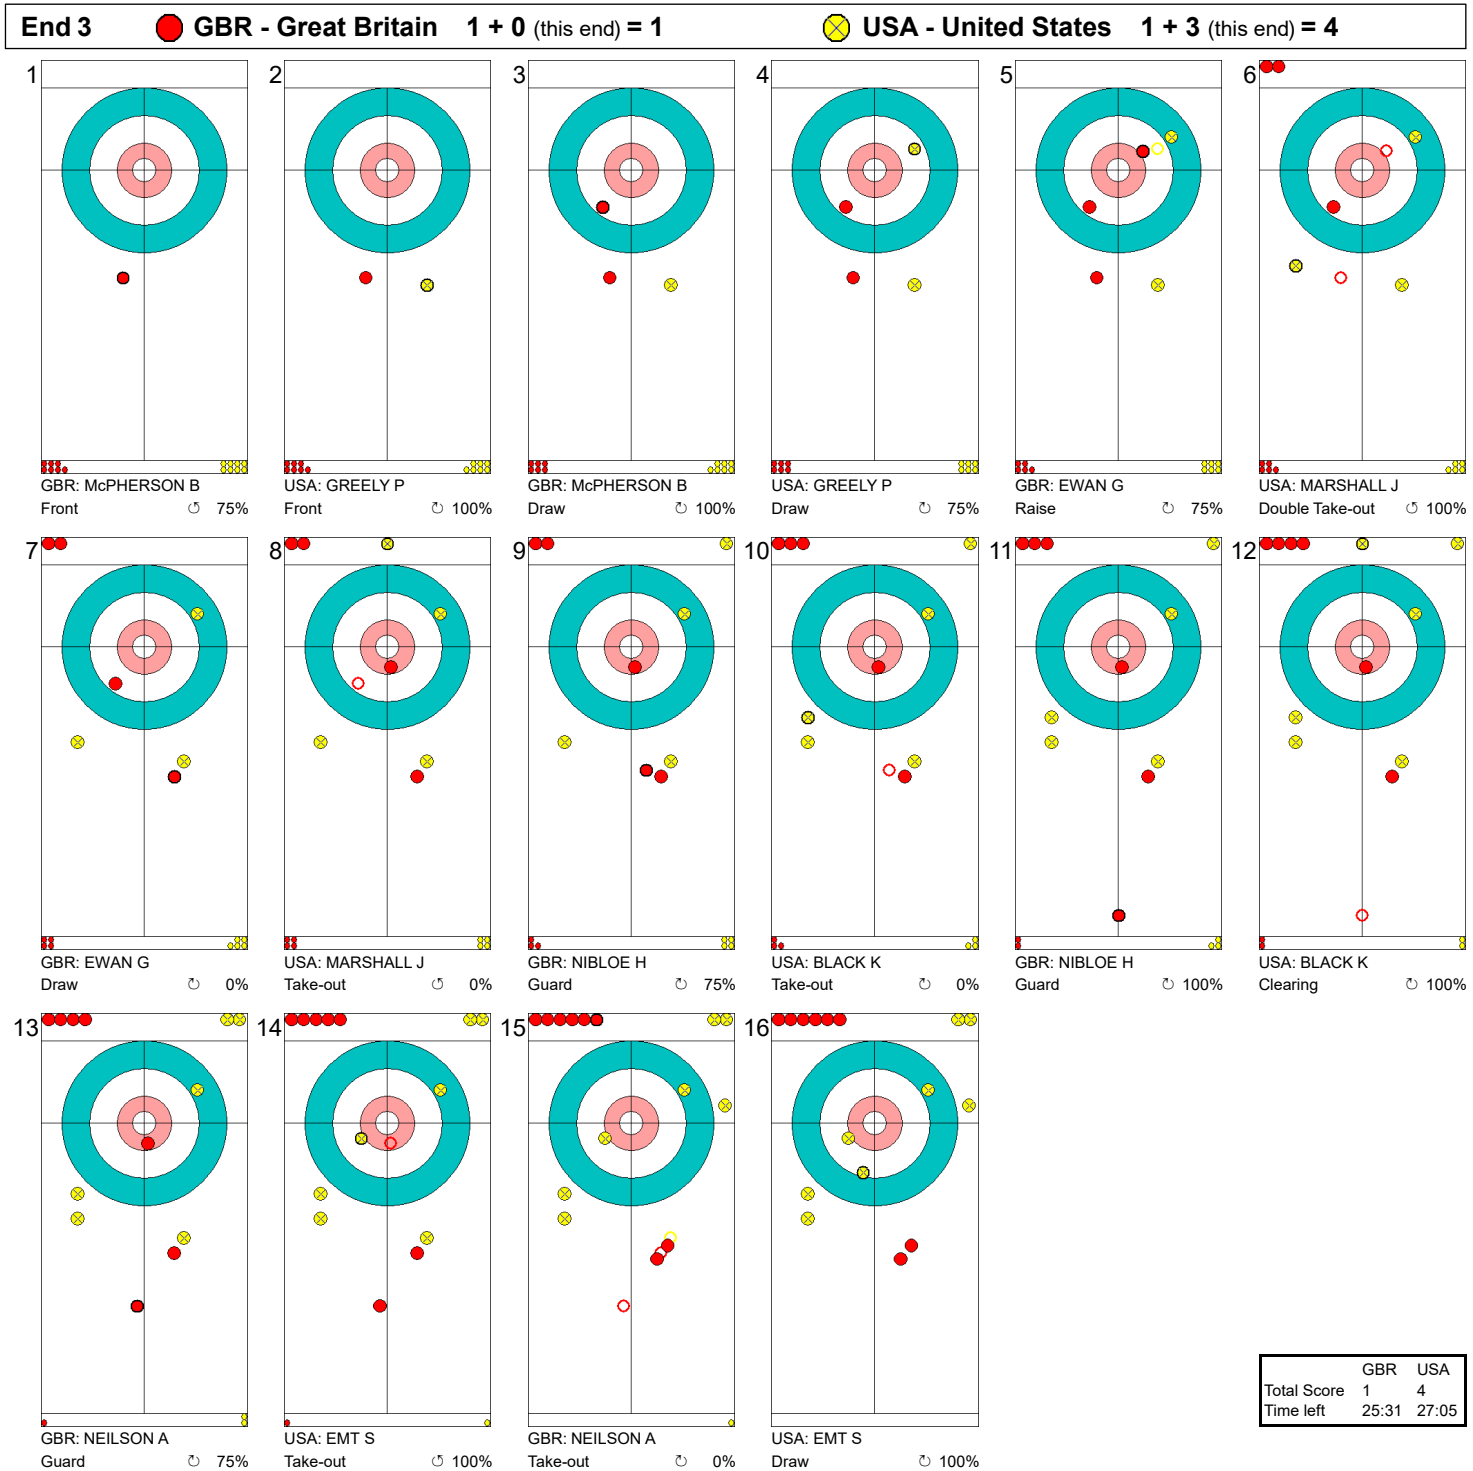 End 3 GBR - Great Britain 1 + 0 (this end) = 1 USA - United States 1 + 3 (this end) = 4
1 2 3 4 5 6
GBR: McPHERSON B USA: GREELY P GBR: McPHERSON B USA: GREELY P GBR: EWAN G USA: MARSHALL J
Front ↺ 75% Front ↻ 100% Draw ↻ 100% Draw ↻ 75% Raise ↻ 75% Double Take-out ↺ 100%
7 8 9 10 11 12
GBR: EWAN G USA: MARSHALL J GBR: NIBLOE H USA: BLACK K GBR: NIBLOE H USA: BLACK K
Draw ↻ 0% Take-out ↺ 0% Guard ↻ 75% Take-out ↻ 0% Guard ↻ 100% Clearing ↻ 100%
13 14 15 16
GBR USA
Total Score 1 4
Time left 25:31 27:05
GBR: NEILSON A USA: EMT S GBR: NEILSON A USA: EMT S
Guard ↻ 75% Take-out ↻ 100% Take-out ↻ 0% Draw ↻ 100%